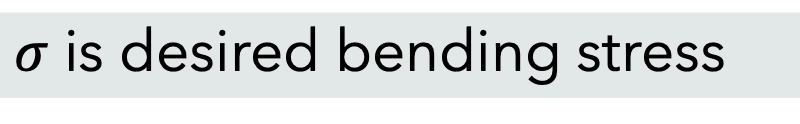 σ is desired bending stress